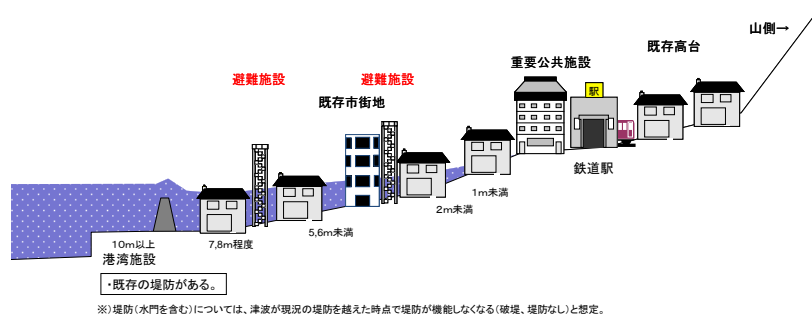 山側→
既存高台
重要公共施設
駅
避難施設
避難施設
既存市街地
鉄道駅
1m未満
2m未満
5,6m未満
7,8m程度
10m以上
港湾施設
・既存の堤防がある。
※)堤防(水門を含む)については、津波が現況の堤防を越えた時点で堤防が機能しなくなる(破堤、堤防なし)と想定。